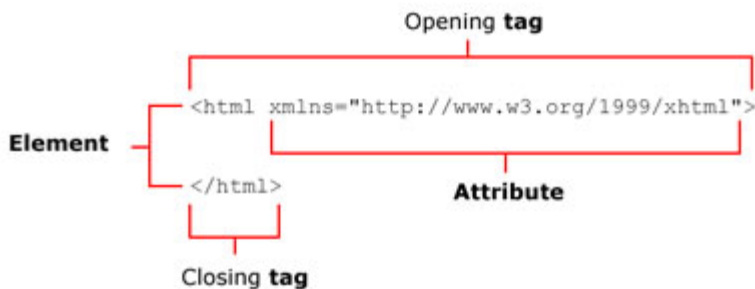 Opening tag
<html xmlns="http://www.w3.org/1999/xhtml">
Element
</html>
Attribute
Closing tag